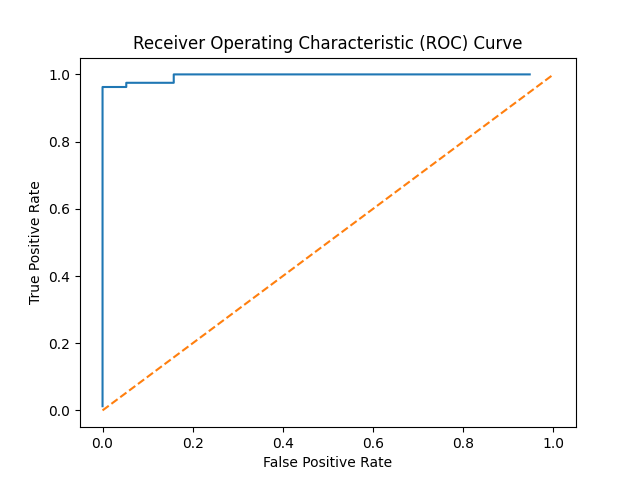 Receiver Operating Characteristic (ROC) Curve
1.0
0.8
0.6
0.4
0.2
0.0
True Positive Rate
0.0 0.2 0.4 0.6 0.8 1.0
False Positive Rate